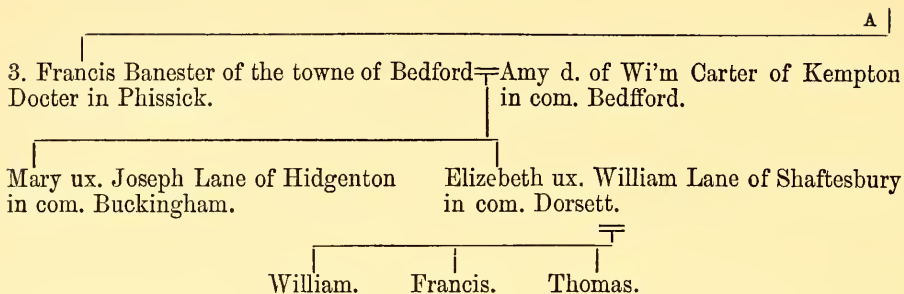 A
3. Francis Banester of the towne of Bedford
Docter in Phissick.
Amy d. of Wi'm Carter of Kempton
in com. Bedfford.
Mary ux. Joseph Lane of Hidgenton
in com. Buckingham.
Elizebeth ux. William Lane of Shaftesbury
in com. Dorsett.
William. Francis. Thomas.